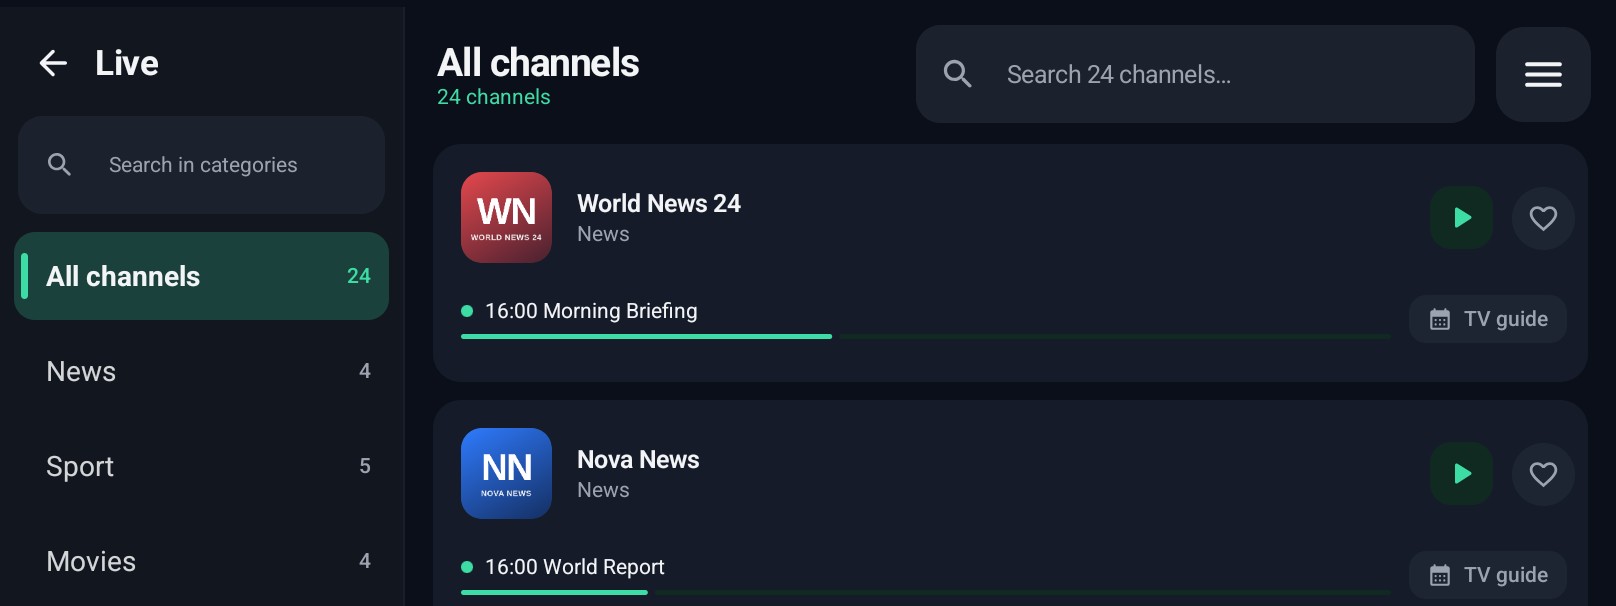 Live
Search in categories
All channels 24
News 4
Sport 5
Movies 4
All channels
24 channels
Search 24 channels...
WN
WORLD NEWS 24
World News 24
News
16:00 Morning Briefing
TV guide
NN
NOVA NEWS
Nova News
News
16:00 World Report
TV guide